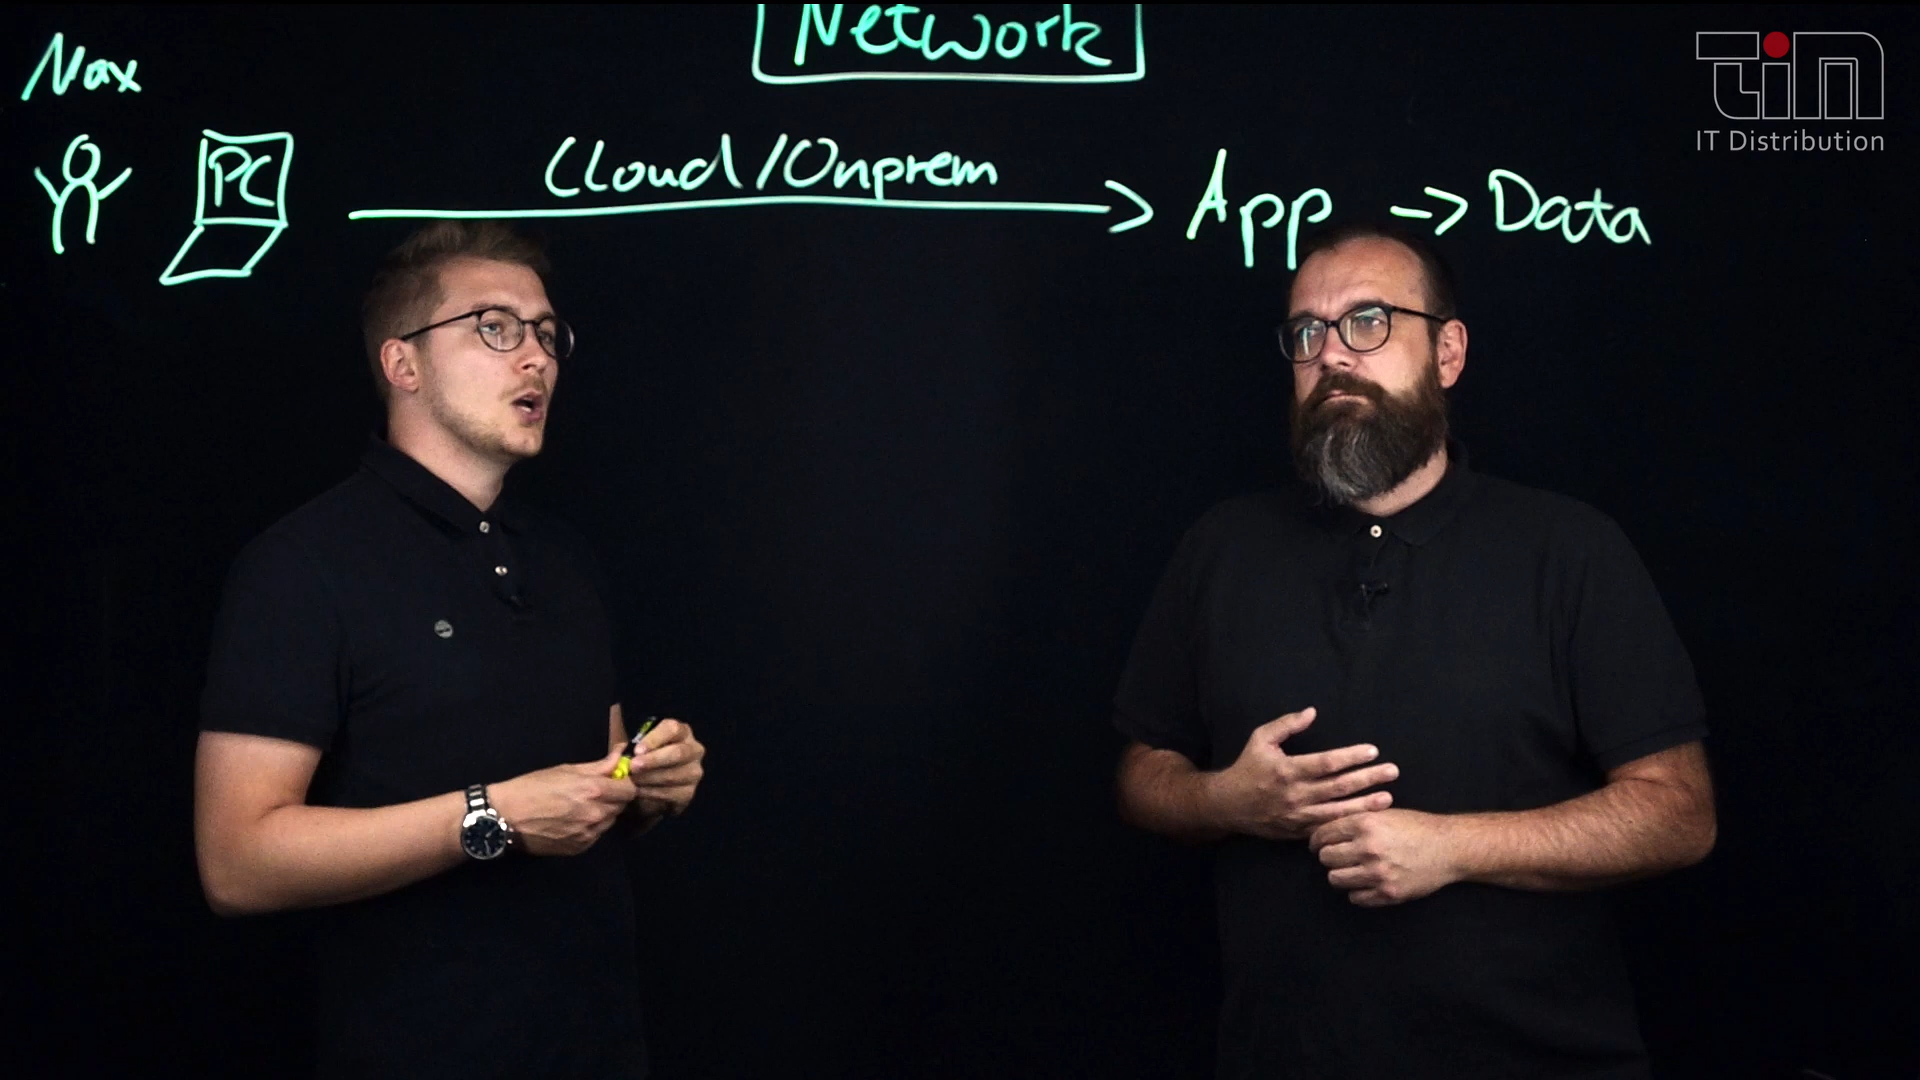 Network
Max
PC
Cloud/Onprem
App -> Data
TIM
IT Distribution